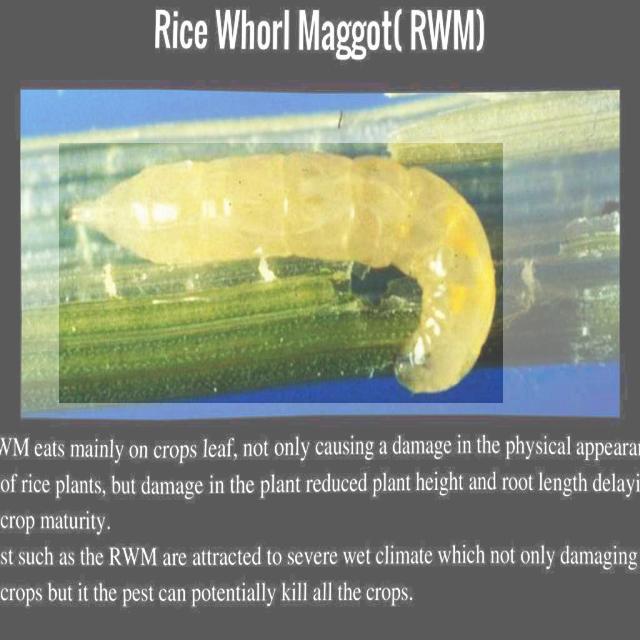 Rice Whorl Maggot( RWM)
WM eats mainly on crops leaf, not only causing a damage in the physical appeara
of rice plants, but damage in the plant reduced plant height and root length delayi
crop maturity.
st such as the RWM are attracted to severe wet climate which not only damaging
crops but it the pest can potentially kill all the crops.